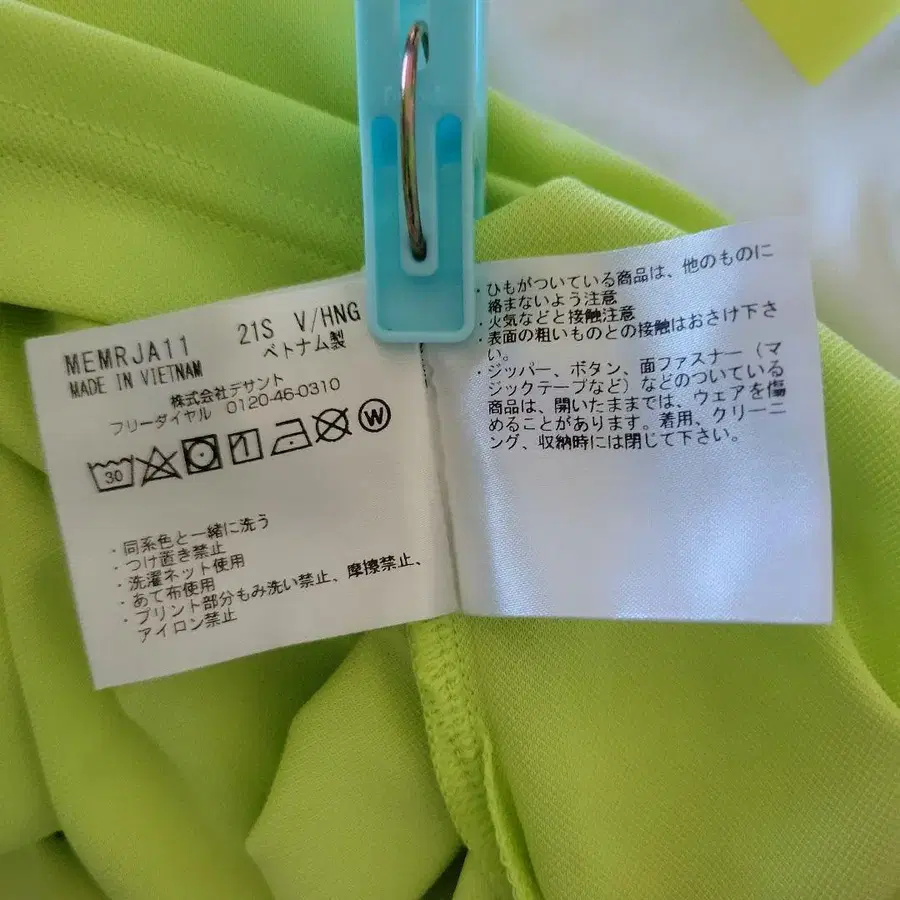 MEMRJA11 21S V/HNG
MADE IN VIETNAM ベトナム製
株式会社デサント
フリーダイヤル 0120-46-0310
30
W
・同系色と一緒に洗う
・つけ置き禁止
・洗濯ネット使用
・あて布使用
・プリント部分もみ洗い禁止、摩擦禁止、
アイロン禁止
・ひもがついている商品は、他のものに
絡まないよう注意
・火気などと接触注意
・表面の粗いものとの接触はおさけ下さ
い。
・ジッパー、ボタン、面ファスナー（マ
ジックテープなど）などのついている
商品は、開いたままでは、ウェアを傷
めることがあります。着用、クリーニ
ング、収納時には閉じて下さい。